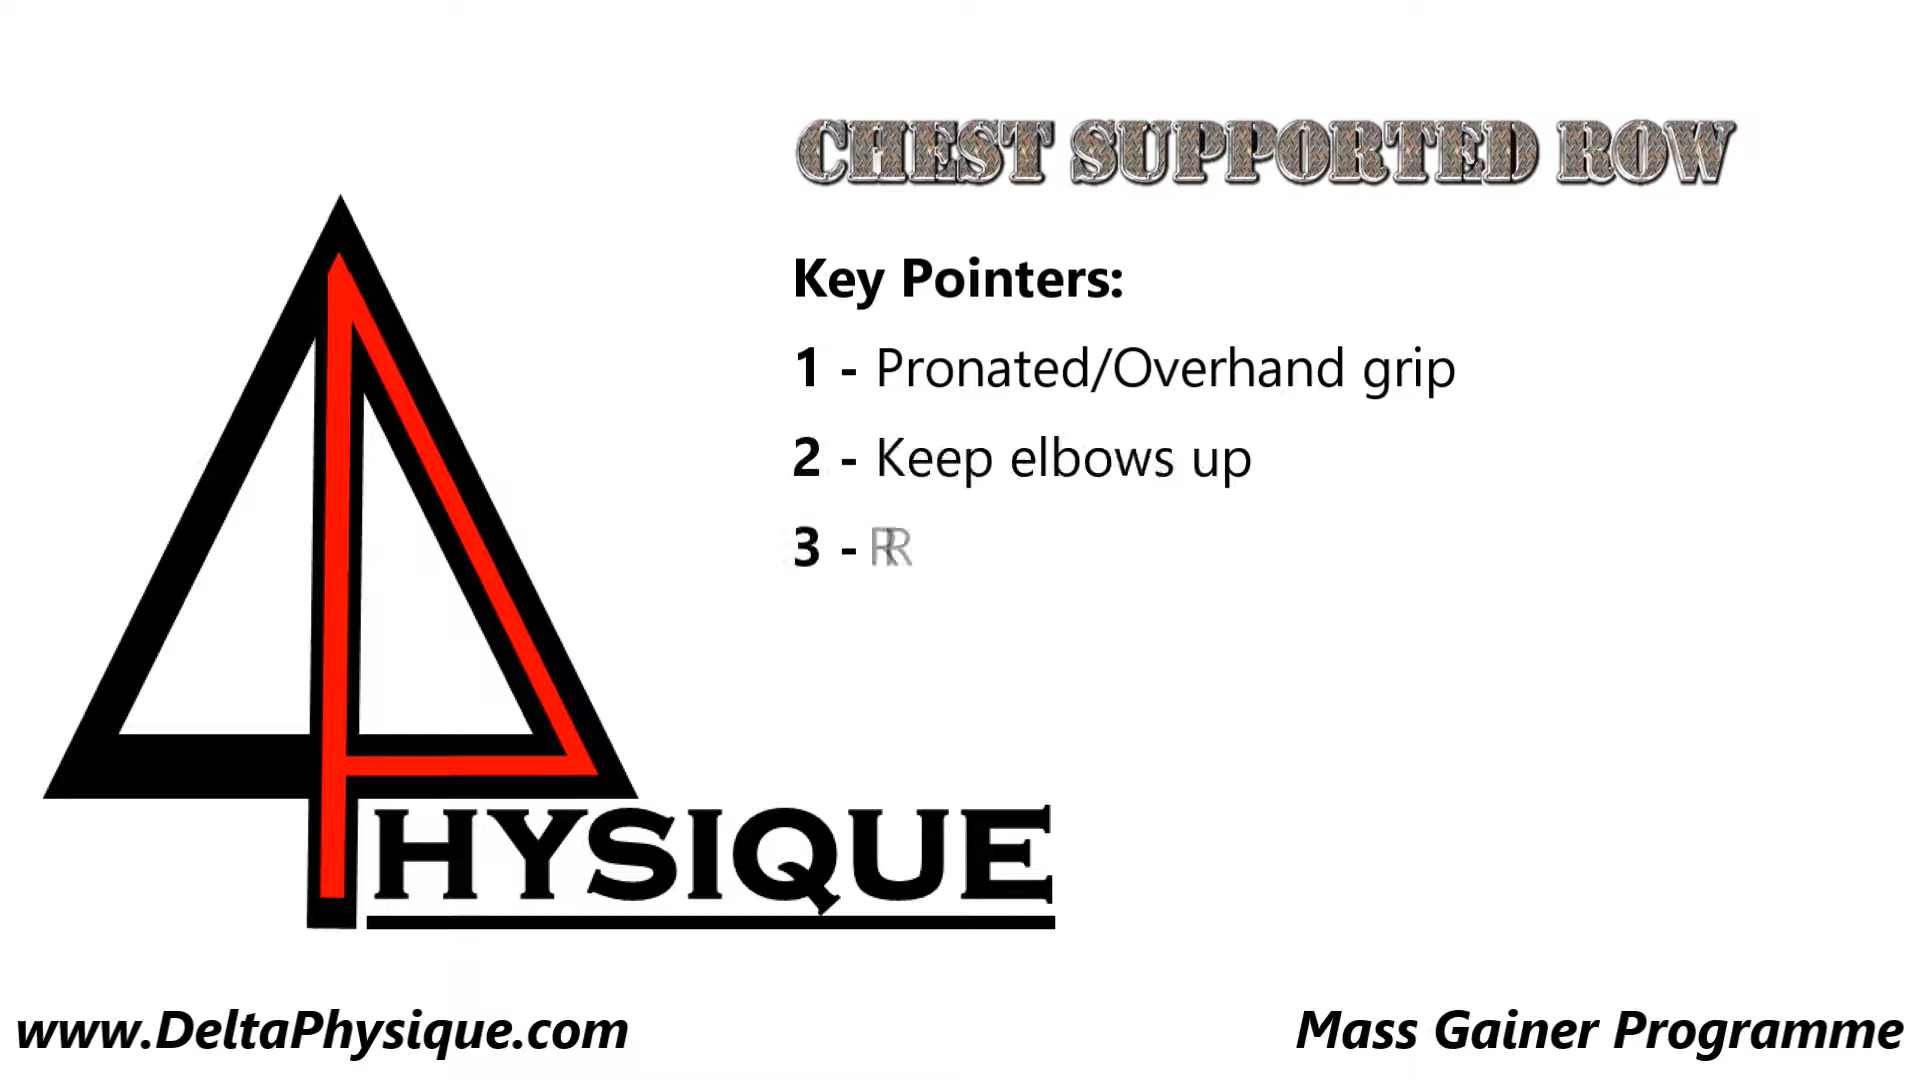 CHEST SUPPORTED ROW
Key Pointers:
1 - Pronated/Overhand grip
2 - Keep elbows up
3 - R
PHYSIQUE
www.DeltaPhysique.com
Mass Gainer Programme